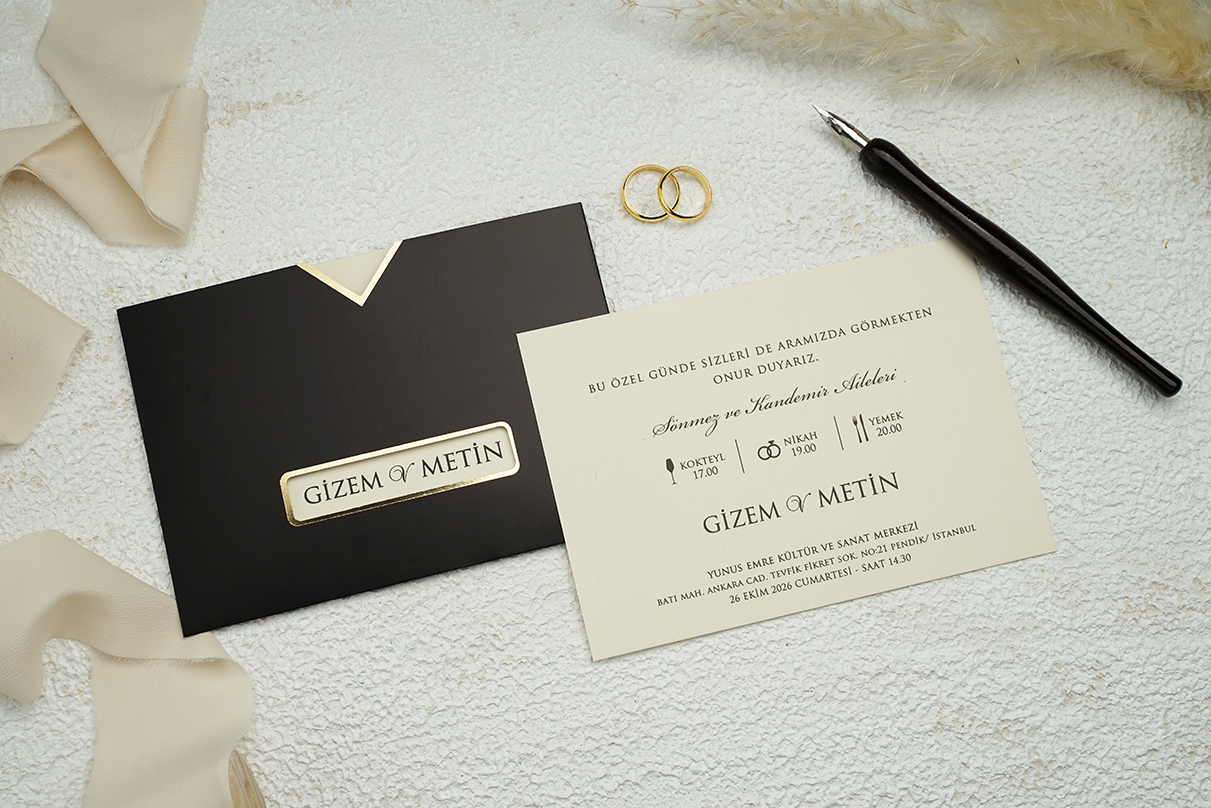 GİZEM V METİN
BU ÖZEL GÜNDE SİZLERİ DE ARAMIZDA GÖRMEKTEN
ONUR DUYARIZ.
Sönmez ve Kandemir Aileleri
KOKTEYL
17.00
NİKAH
19.00
YEMEK
20.00
GİZEM V METİN
YUNUS EMRE KÜLTÜR VE SANAT MERKEZİ
BATI MAH. ANKARA CAD. TEVFİK FİKRET SOK. NO:21 PENDİK/ İSTANBUL
26 EKİM 2026 CUMARTESİ - SAAT 14.30